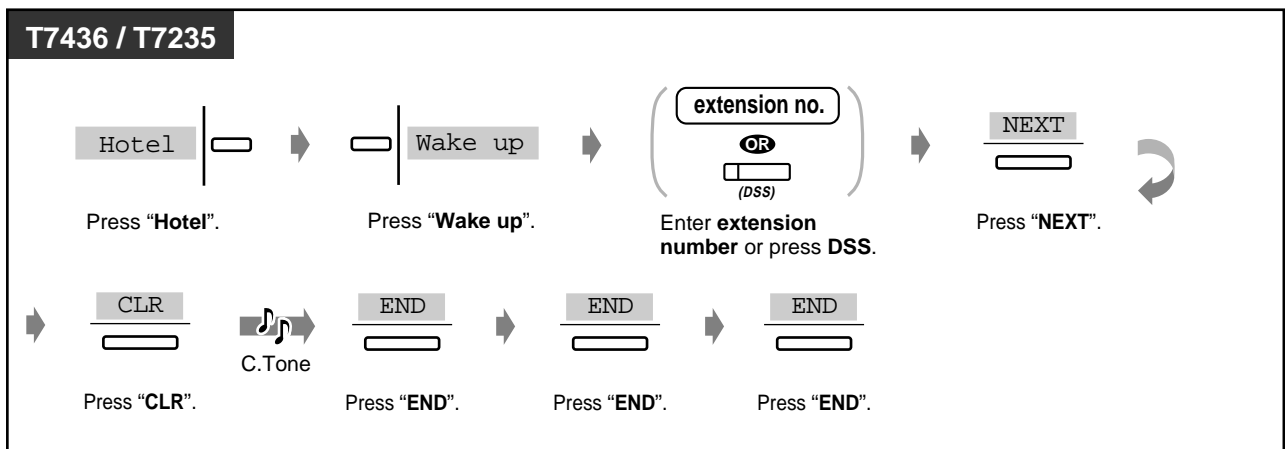 T7436 / T7235
Hotel
Wake up
extension no.
OR
(DSS)
NEXT
Press “Hotel”.
Press “Wake up”.
Enter extension
number or press DSS.
Press “NEXT”.
CLR
C.Tone
END
END
END
Press “CLR”.
Press “END”.
Press “END”.
Press “END”.